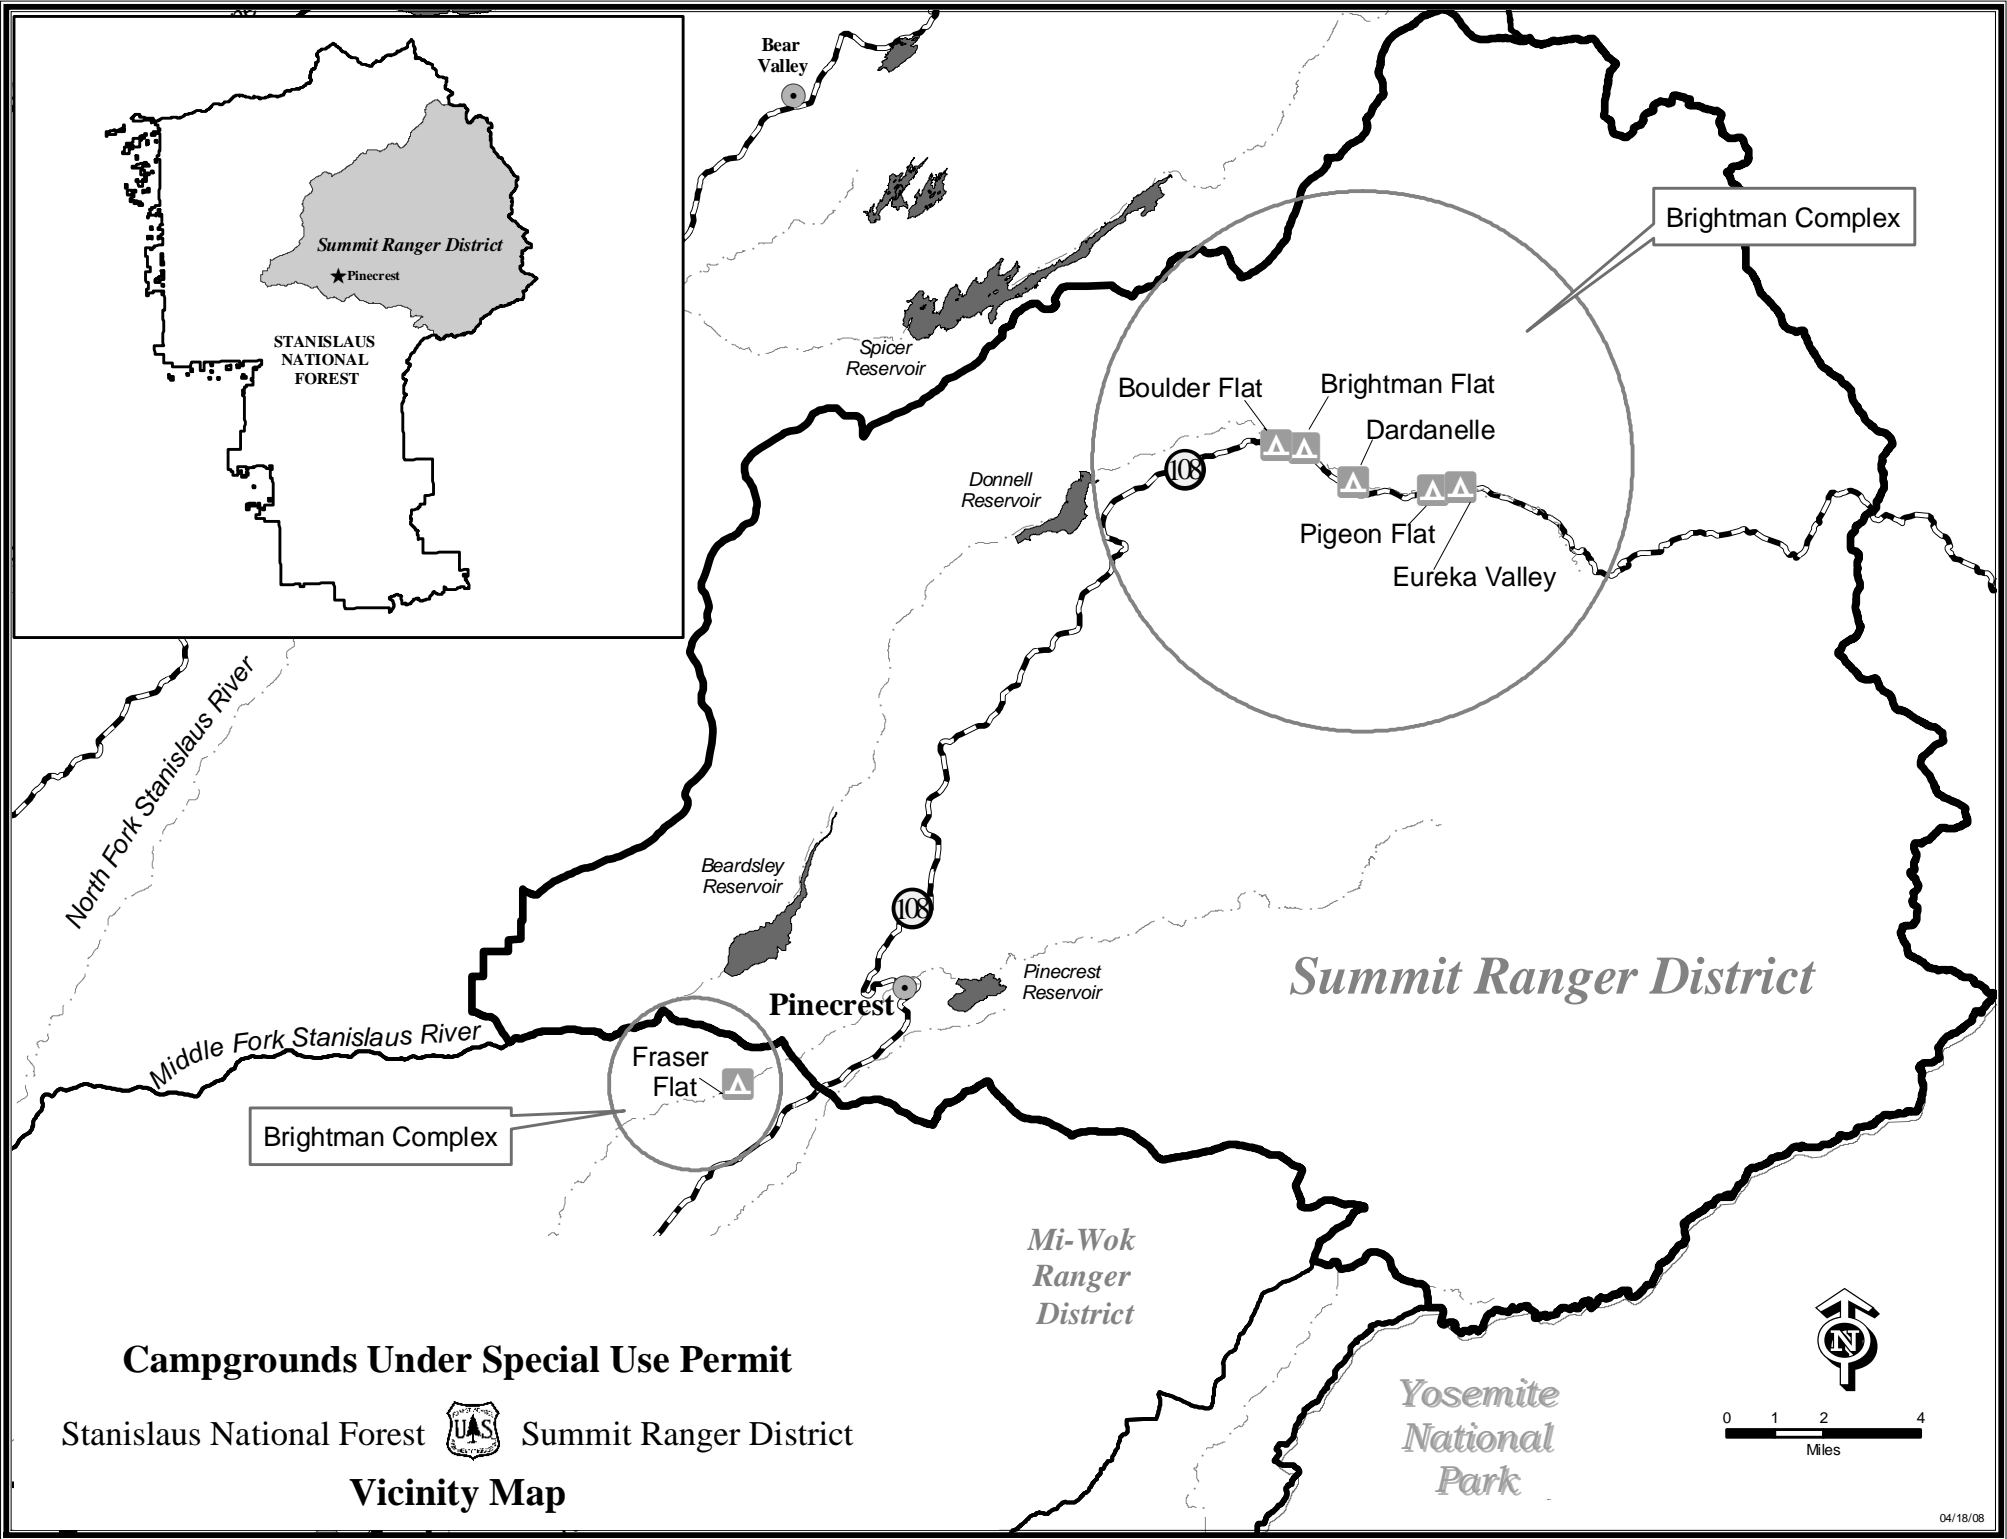 Summit Ranger District
Pinecrest
STANISLAUS
NATIONAL
FOREST
Bear
Valley
Spicer
Reservoir
Brightman Complex
Boulder Flat
Brightman Flat
Dardanelle
108
Donnell
Reservoir
Pigeon Flat
Eureka Valley
North Fork Stanislaus River
Beardsley
Reservoir
108
Pinecrest
Reservoir
Pinecrest
Summit Ranger District
Middle Fork Stanislaus River
Fraser
Flat
Brightman Complex
Mi-Wok
Ranger
District
Campgrounds Under Special Use Permit
Stanislaus National Forest
U S
Summit Ranger District
Vicinity Map
Yosemite
National
Park
N
0 1 2 4
Miles
04/18/08